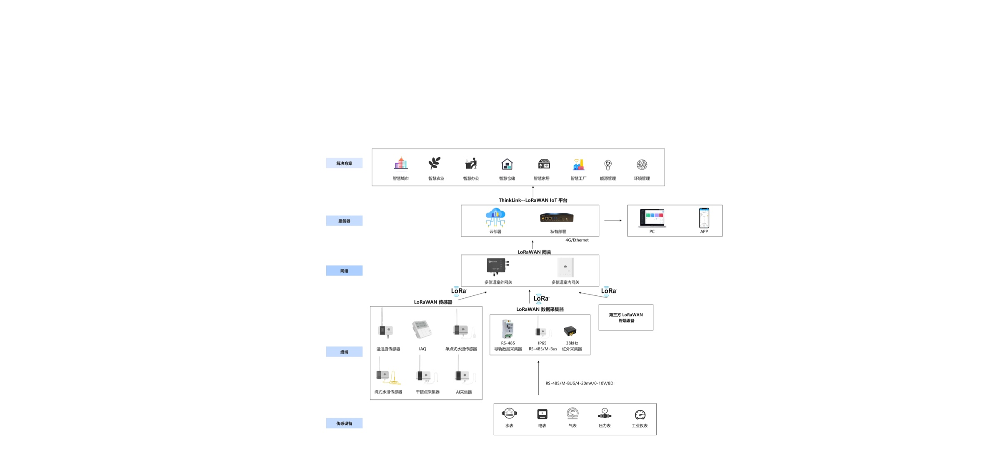 解决方案
智慧城市
智慧农业
智慧办公
智慧仓储
智慧家居
智慧工厂
能源管理
环境管理
ThinkLink--LoRaWAN IoT 平台
服务器
云部署
私有部署
PC
APP
4G/Ethernet
LoRaWAN 网关
网络
多信道室外网关
多信道室内网关
LoRa
LoRa
LoRa
LoRaWAN 传感器
LoRaWAN 数据采集器
第三方 LoRaWAN
终端设备
终端
温湿度传感器
IAQ
单点式水浸传感器
绳式水浸传感器
干接点采集器
AI采集器
RS-485
导轨数据采集器
IP65
RS-485/M-Bus
38kHz
红外采集器
RS-485/M-BUS/4-20mA/0-10V/8DI
传感设备
水表
电表
GAS
气表
压力表
工业仪表